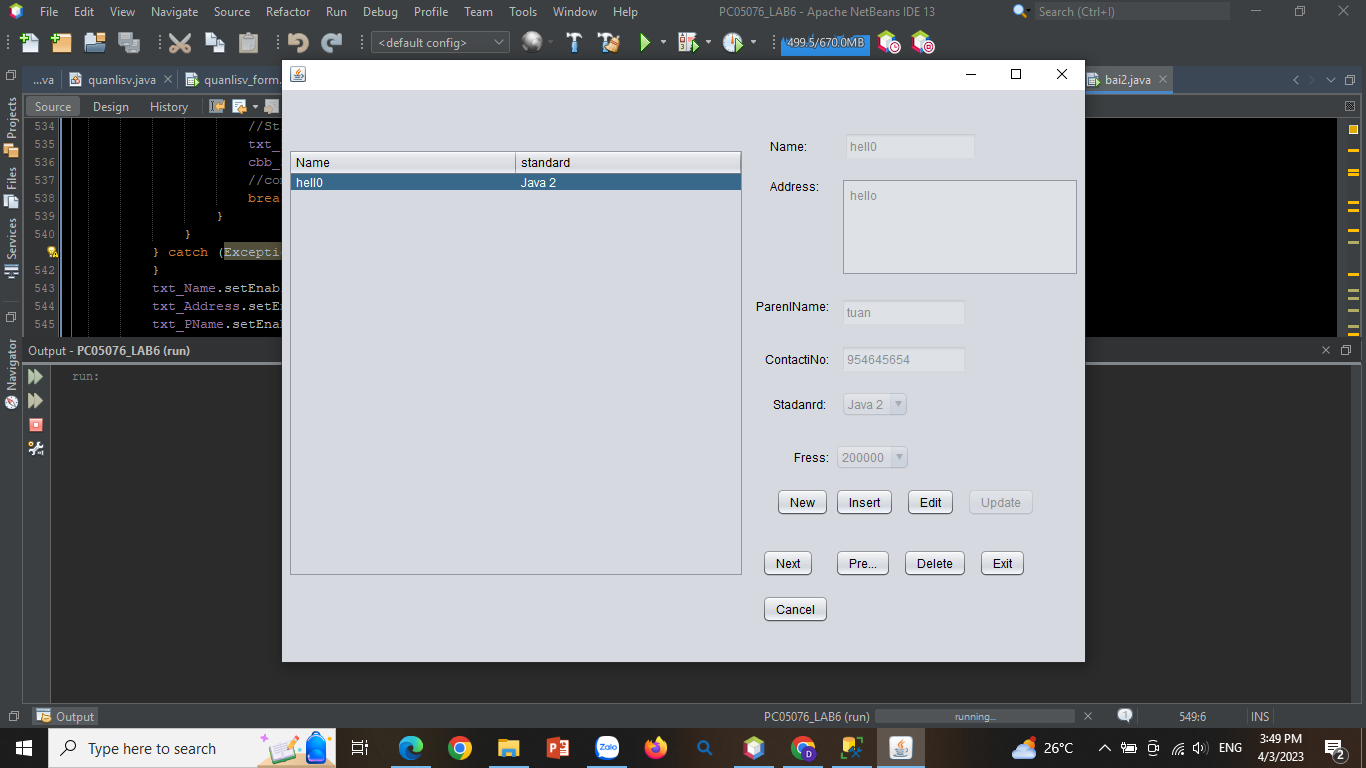 File Edit View Navigate Source Refactor Run Debug Profile Team Tools Window Help PC05076_LAB6 - Apache NetBeans IDE 13 Search (Ctrl+I)
<default config> 499.5/670.0MB
...va quanlisv.java quanlisv_form. bai2.java
Source Design History
Projects
Files
Services
Navigator
534 //St
535 txt_
536 cbb_
537 //co
538 brea
539 }
540 }
} catch (Excepti
542 }
543 txt_Name.setEnab
544 txt_Address.setE
545 txt_PName.setEna
Output - PC05076_LAB6 (run)
run:
Name standard
hell0 Java 2
Name: hell0
Address: hello
ParenlName: tuan
ContactiNo: 954645654
Stadanrd: Java 2
Fress: 200000
New Insert Edit Update
Next Pre... Delete Exit
Cancel
Output PC05076_LAB6 (run) running... 1 549:6 INS
Type here to search 26°C ENG 3:49 PM
4/3/2023 2